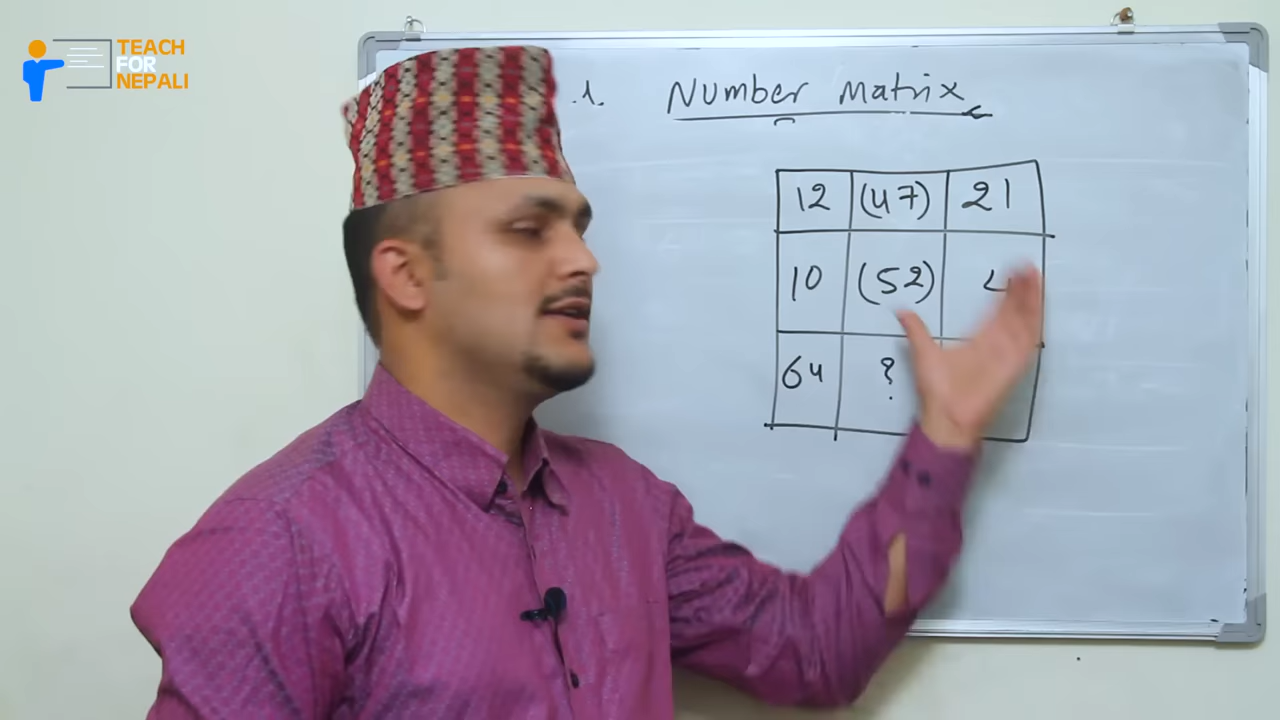 TEACH
FOR
NEPALI
.1. Number Matrix
12 (47) 21
10 (52)
64 ?